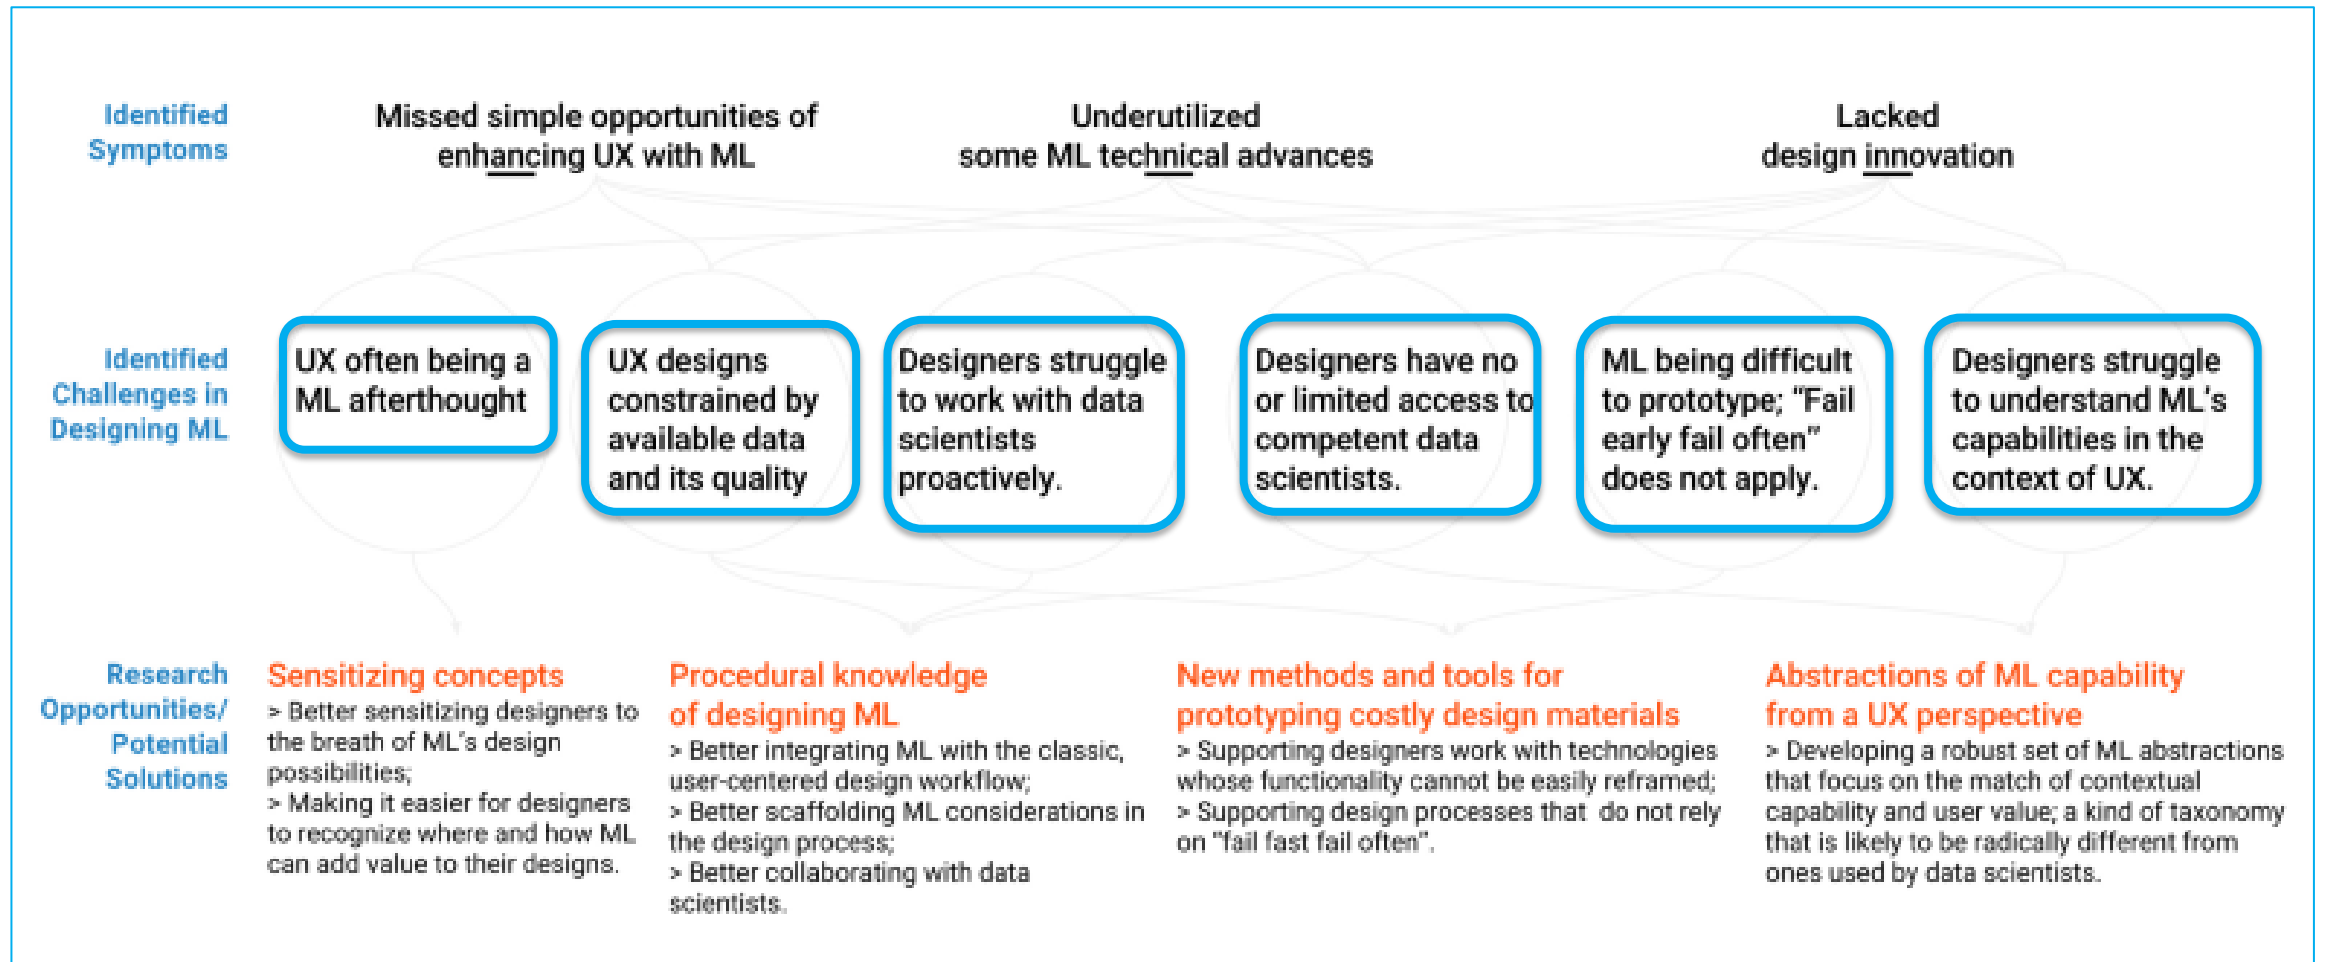 Identified
Symptoms
Missed simple opportunities of
enhancing UX with ML
Underutilized
some ML technical advances
Lacked
design innovation
Identified
Challenges in
Designing ML
UX often being a
ML afterthought
UX designs
constrained by
available data
and its quality
Designers struggle
to work with data
scientists
proactively.
Designers have no
or limited access to
competent data
scientists.
ML being difficult
to prototype; “Fail
early fail often”
does not apply.
Designers struggle
to understand ML’s
capabilities in the
context of UX.
Research
Opportunities/
Potential
Solutions
Sensitizing concepts
> Better sensitizing designers to
the breath of ML’s design
possibilities;
> Making it easier for designers
to recognize where and how ML
can add value to their designs.
Procedural knowledge
of designing ML
> Better integrating ML with the classic,
user-centered design workflow;
> Better scaffolding ML considerations in
the design process;
> Better collaborating with data
scientists.
New methods and tools for
prototyping costly design materials
> Supporting designers work with technologies
whose functionality cannot be easily reframed;
> Supporting design processes that do not rely
on "fail fast fail often".
Abstractions of ML capability
from a UX perspective
> Developing a robust set of ML abstractions
that focus on the match of contextual
capability and user value; a kind of taxonomy
that is likely to be radically different from
ones used by data scientists.